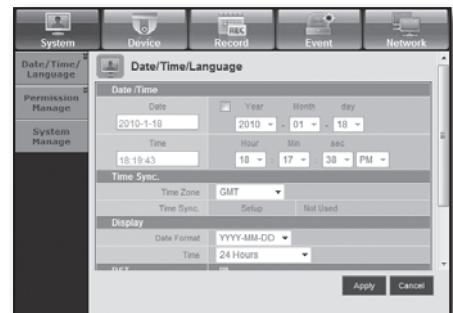 System Device Record Event Network
REC
Date/Time/
Language
Permission
Manage
System
Manage
Date/Time/Language
Date /Time
Date Year Month day
2010-1-18 2010 - 01 - 18
Time Hour Min sec
18:19:43 18 : 17 : 38 PM
Time Sync.
Time Zone GMT
Time Sync. Setup Not Used
Display
Date Format YYYY-MM-DD
Time 24 Hours
DST
Apply Cancel